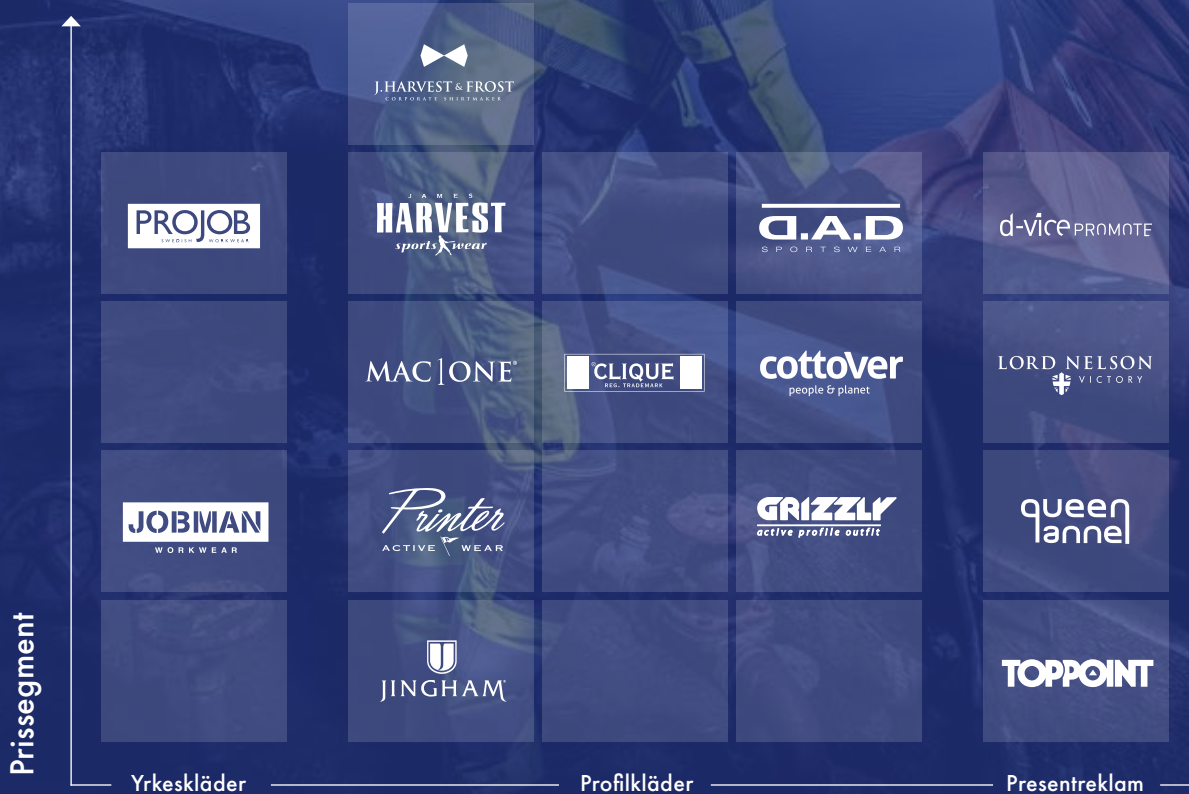 J.HARVEST & FROST
CORPORATE SHIRTMAKER
PROJOB
SWEDISH WORKWEAR
JAMES
HARVEST
sportswear
D.A.D
SPORTSWEAR
d-vice PROMOTE
MAC ONE®
CLIQUE
REG. TRADEMARK
cottover
people & planet
LORD NELSON
VICTORY
JOBMAN
WORKWEAR
Printer
ACTIVE WEAR
GRIZZLY
active profile outfit
queen
anne
JINGHAM
TOPPOINT
Prissegment
Yrkeskläder
Profilkläder
Presentreklam